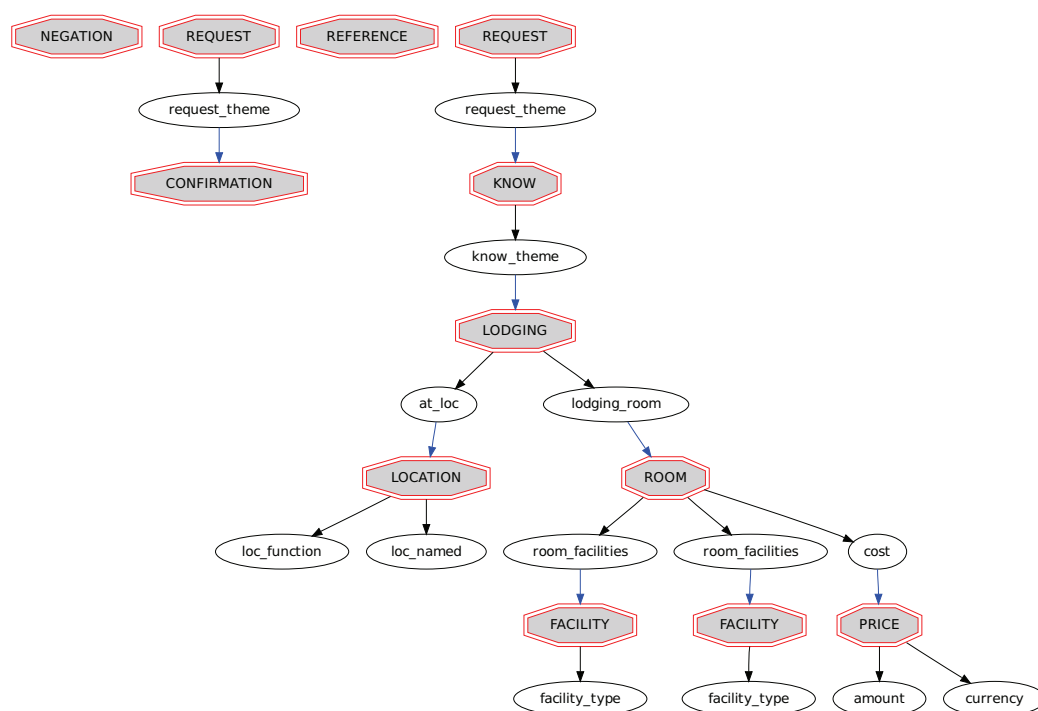 NEGATION REQUEST REFERENCE REQUEST
request_theme request_theme
CONFIRMATION KNOW
know_theme
LODGING
at_loc lodging_room
LOCATION ROOM
loc_function loc_named room_facilities room_facilities cost
FACILITY FACILITY PRICE
facility_type facility_type amount currency